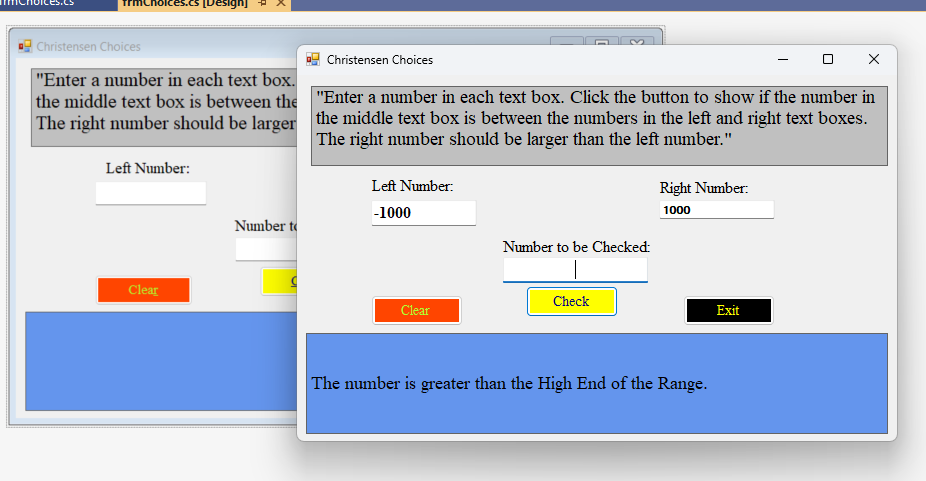 frmChoices.cs
frmChoices.cs [Design]
Christensen Choices
"Enter a number in each text box.
the middle text box is between the
The right number should be larger
Left Number:
Number to
Clear
C
Christensen Choices
"Enter a number in each text box. Click the button to show if the number in
the middle text box is between the numbers in the left and right text boxes.
The right number should be larger than the left number."
Left Number:
Right Number:
-1000
1000
Number to be Checked:
Clear
Check
Exit
The number is greater than the High End of the Range.